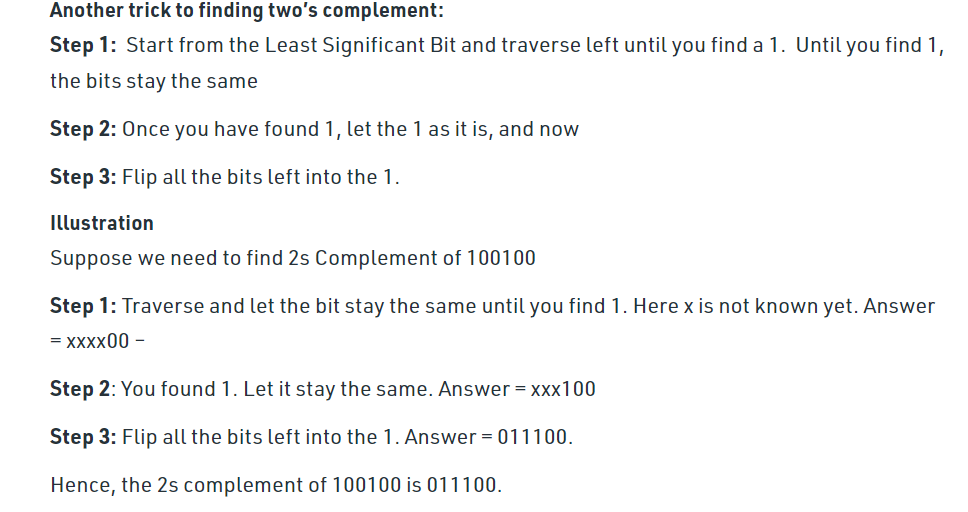 Another trick to finding two’s complement:
Step 1:  Start from the Least Significant Bit and traverse left until you find a 1.  Until you find 1,
the bits stay the same
Step 2: Once you have found 1, let the 1 as it is, and now
Step 3: Flip all the bits left into the 1.
Illustration
Suppose we need to find 2s Complement of 100100
Step 1: Traverse and let the bit stay the same until you find 1. Here x is not known yet. Answer
= xxxx00 –
Step 2: You found 1. Let it stay the same. Answer = xxx100
Step 3: Flip all the bits left into the 1. Answer = 011100.
Hence, the 2s complement of 100100 is 011100.